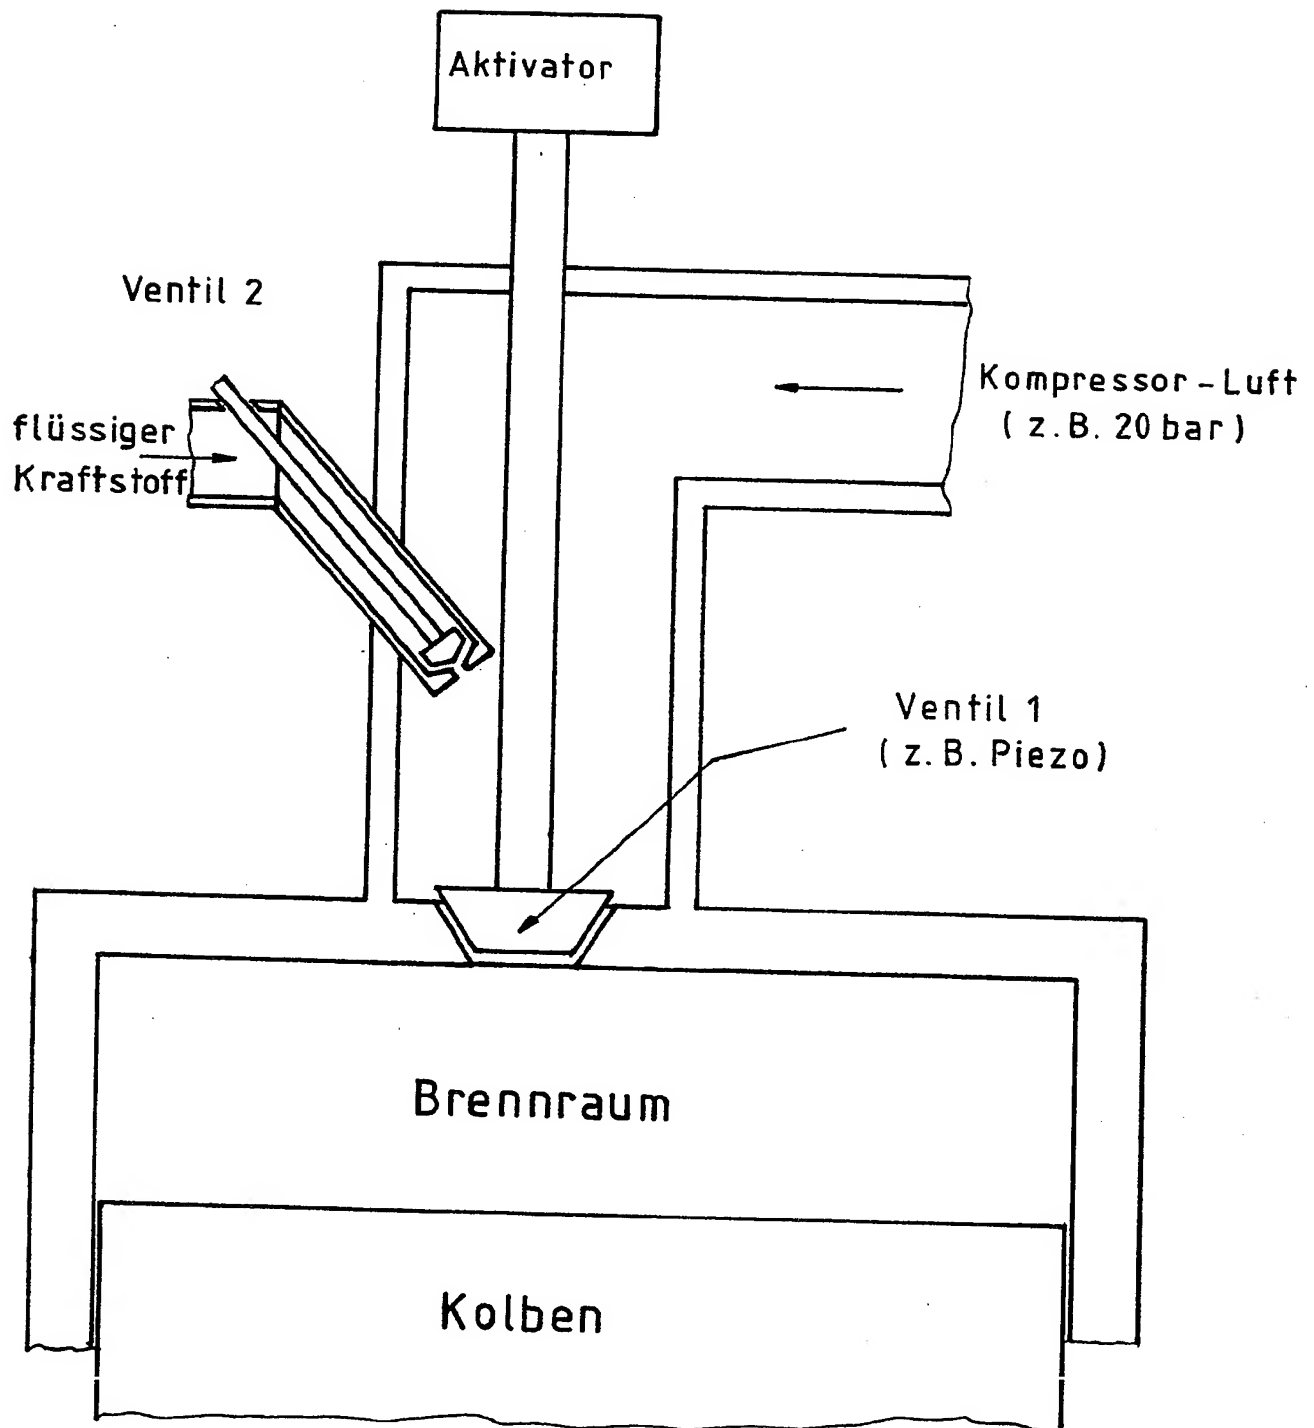 Aktivator
Ventil 2
Kompressor-Luft
(z.B. 20 bar)
flüssiger
Kraftstoff
Ventil 1
(z.B. Piezo)
Brennraum
Kolben